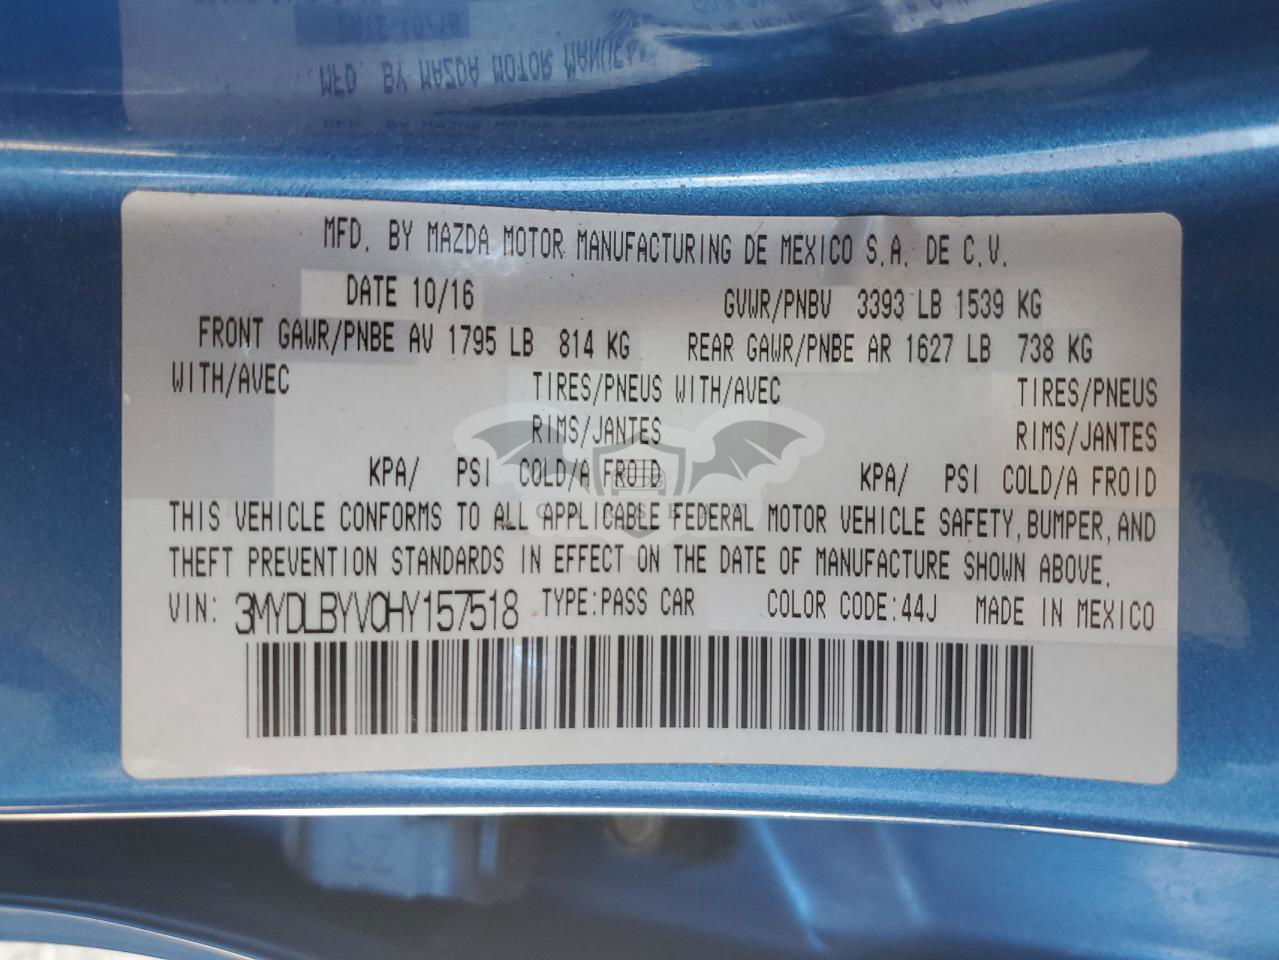 MFD. BY MAZDA MOTOR MANUFACTURING DE MEXICO S.A. DE C.V.
DATE 10/16 GVWR/PNBV 3393 LB 1539 KG
FRONT GAWR/PNBE AV 1795 LB 814 KG REAR GAWR/PNBE AR 1627 LB 738 KG
WITH/AVEC TIRES/PNEUS WITH/AVEC TIRES/PNEUS
RIMS/JANTES RIMS/JANTES
KPA/ PSI COLD/A FROID KPA/ PSI COLD/A FROID
THIS VEHICLE CONFORMS TO ALL APPLICABLE FEDERAL MOTOR VEHICLE SAFETY, BUMPER, AND
THEFT PREVENTION STANDARDS IN EFFECT ON THE DATE OF MANUFACTURE SHOWN ABOVE.
VIN: 3MYDLBYV0HY157518 TYPE:PASS CAR COLOR CODE:44J MADE IN MEXICO